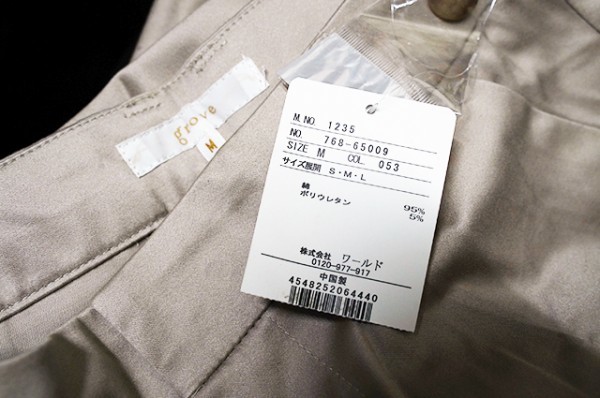 grove
M
M.NO. 1235
NO. 768-65009
SIZE M COL. 053
サイズ展開 S・M・L
綿 95%
ポリウレタン 5%
株式会社 ワールド
0120-977-917
中国製
4548252064440